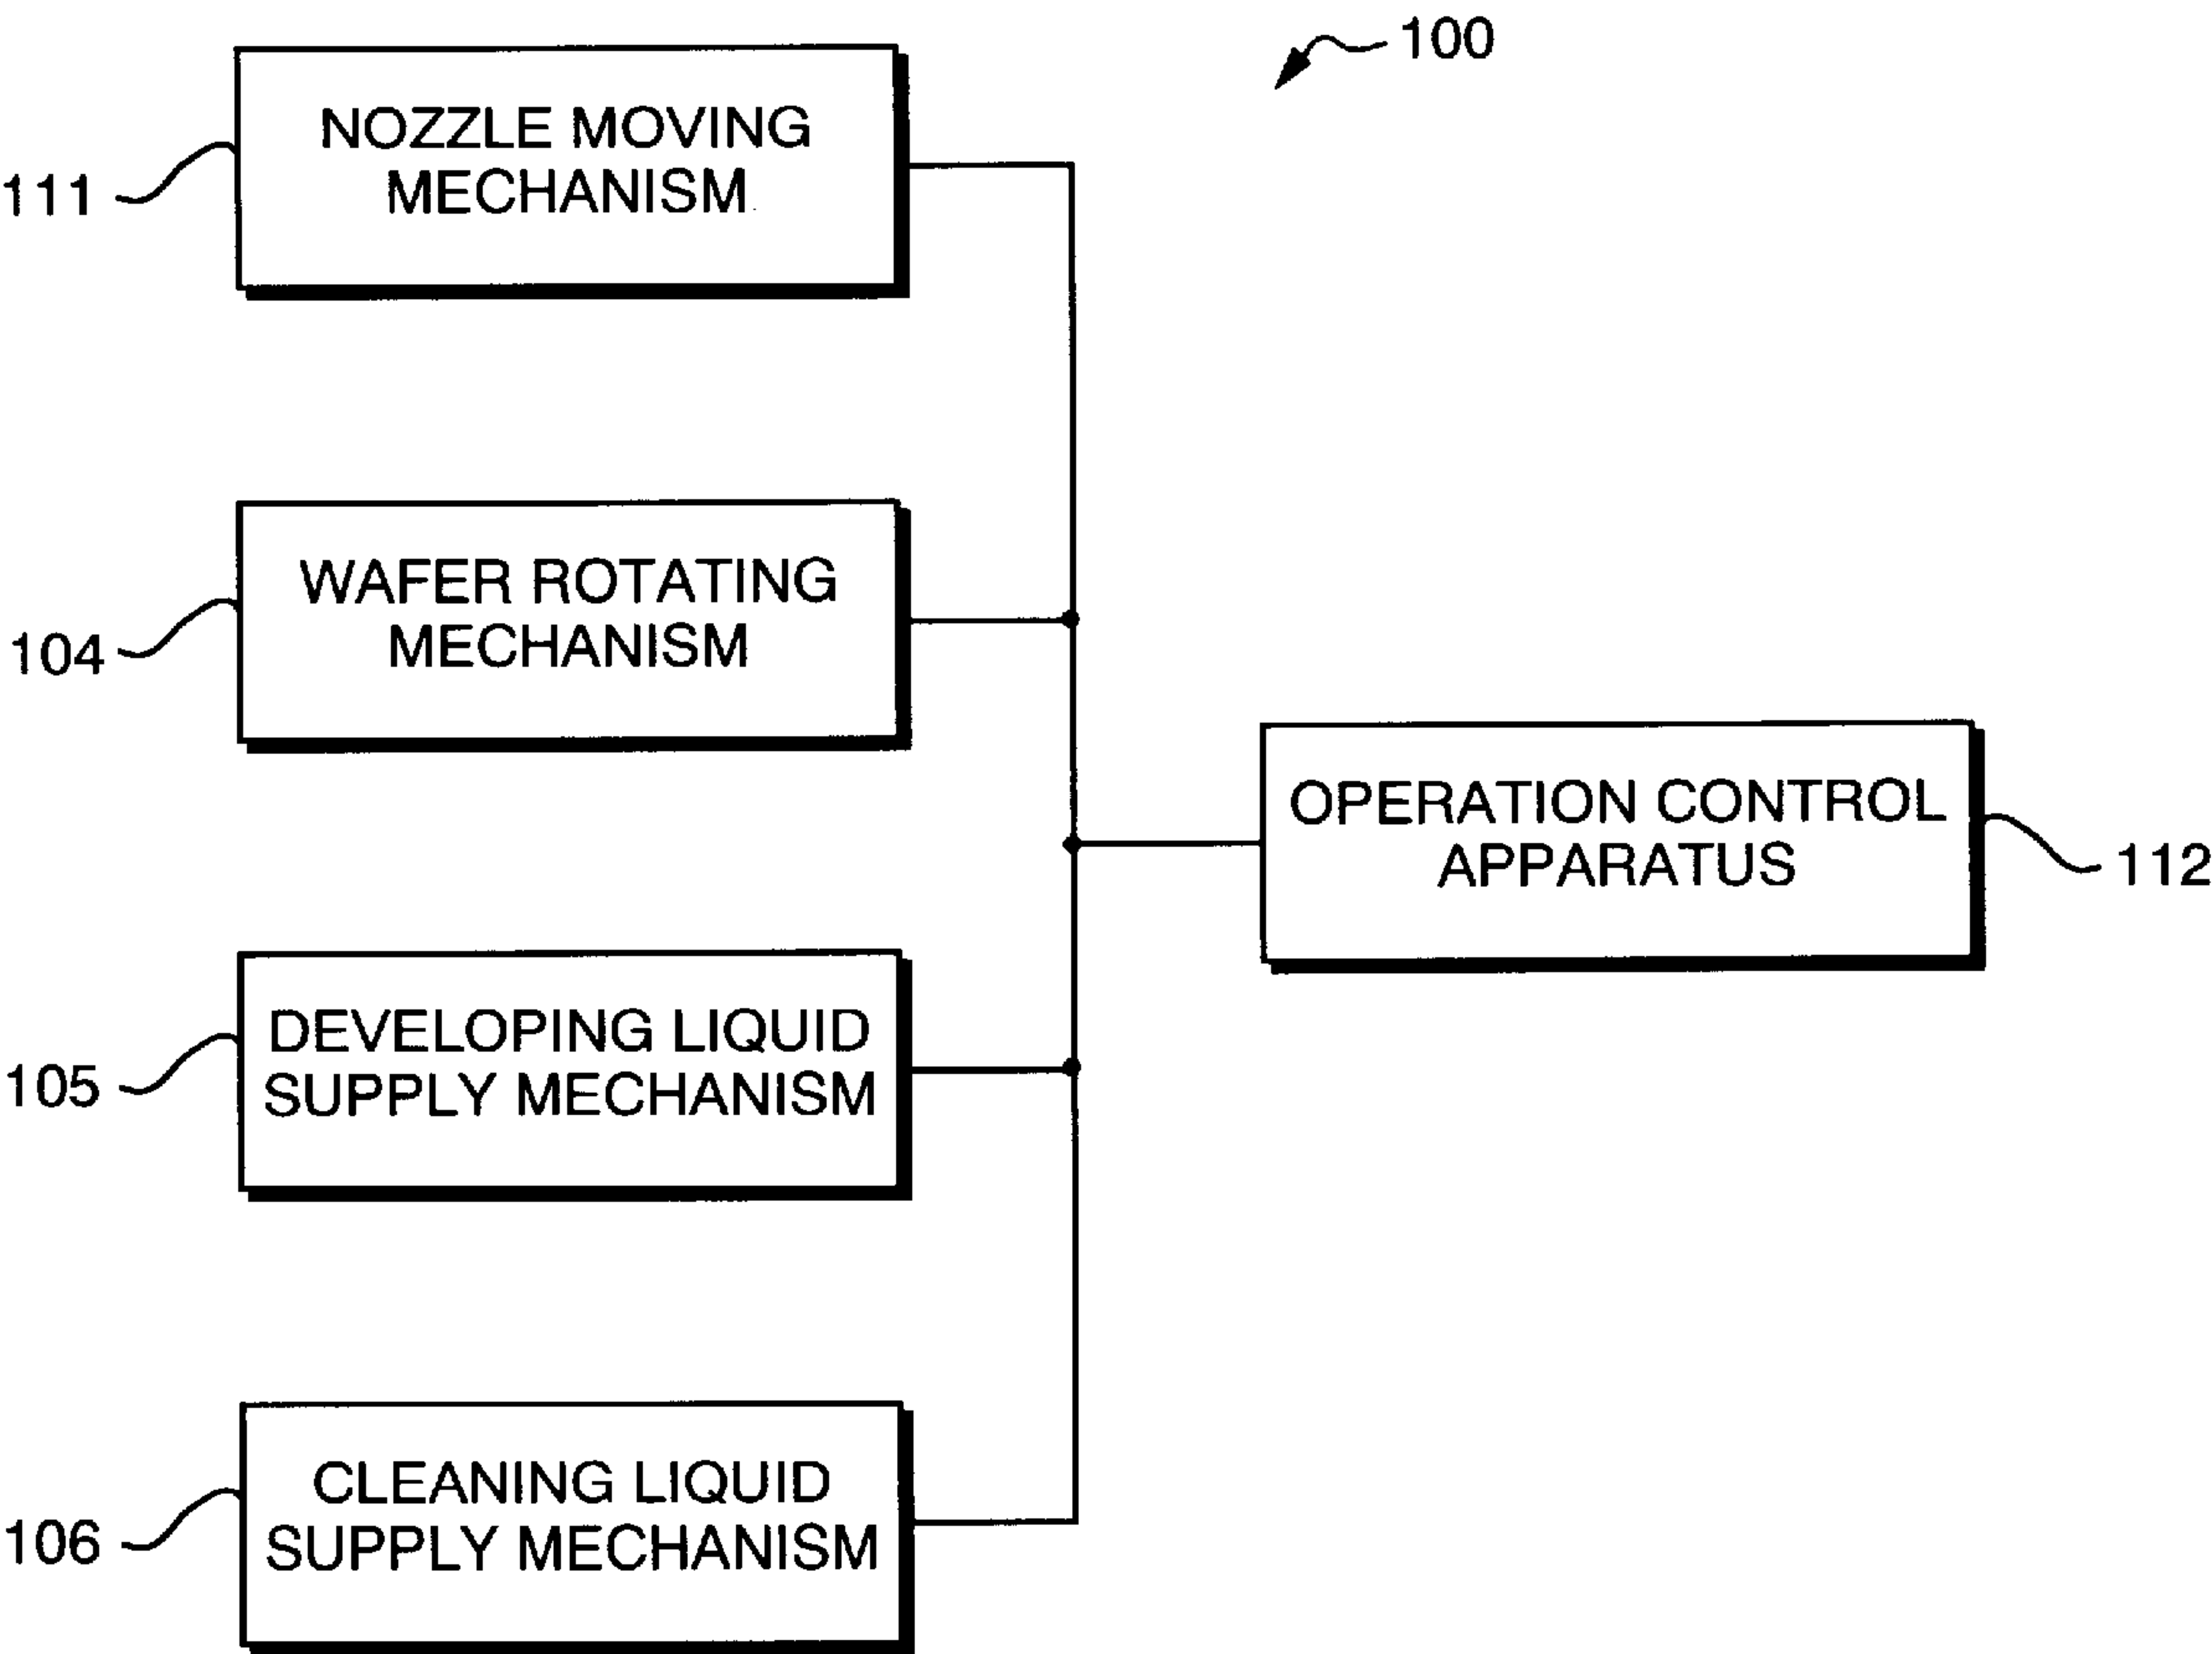 100
NOZZLE MOVING
MECHANISM
111
WAFER ROTATING
MECHANISM
104
OPERATION CONTROL
APPARATUS
112
DEVELOPING LIQUID
SUPPLY MECHANISM
105
CLEANING LIQUID
SUPPLY MECHANISM
106